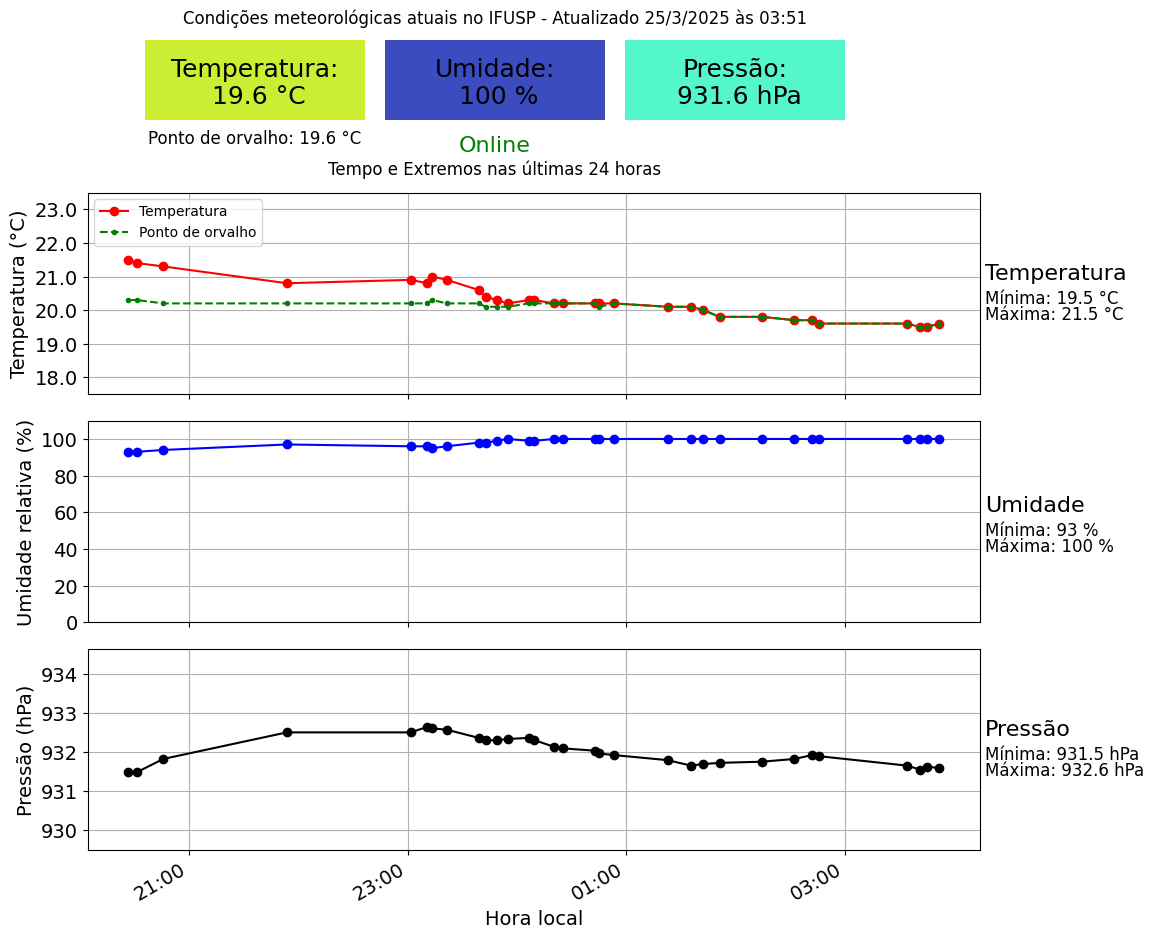 Condições meteorológicas atuais no IFUSP - Atualizado 25/3/2025 às 03:51
Temperatura:
19.6 °C
Umidade:
100 %
Pressão:
931.6 hPa
Ponto de orvalho: 19.6 °C
Online
Tempo e Extremos nas últimas 24 horas
Temperatura (°C)
23.0
22.0
21.0
20.0
19.0
18.0
Temperatura
Ponto de orvalho
Temperatura
Mínima: 19.5 °C
Máxima: 21.5 °C
Umidade relativa (%)
100
80
60
40
20
0
Umidade
Mínima: 93 %
Máxima: 100 %
Pressão (hPa)
934
933
932
931
930
Pressão
Mínima: 931.5 hPa
Máxima: 932.6 hPa
21:00
23:00
01:00
03:00
Hora local